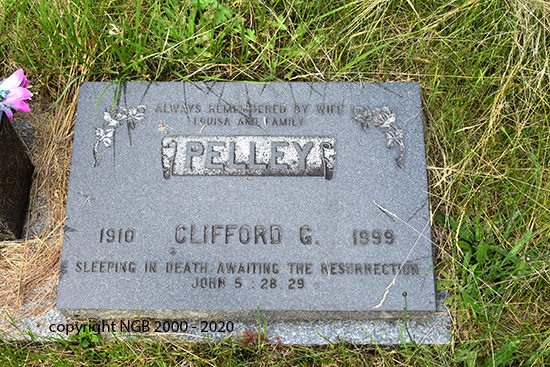 ALWAYS REMEMBERED BY WIFE
LOUISA AND FAMILY
PELLEY
1910 CLIFFORD G. 1999
SLEEPING IN DEATH AWAITING THE RESURRECTION
JOHN 5 : 28, 29
copyright NGB 2000 - 2020